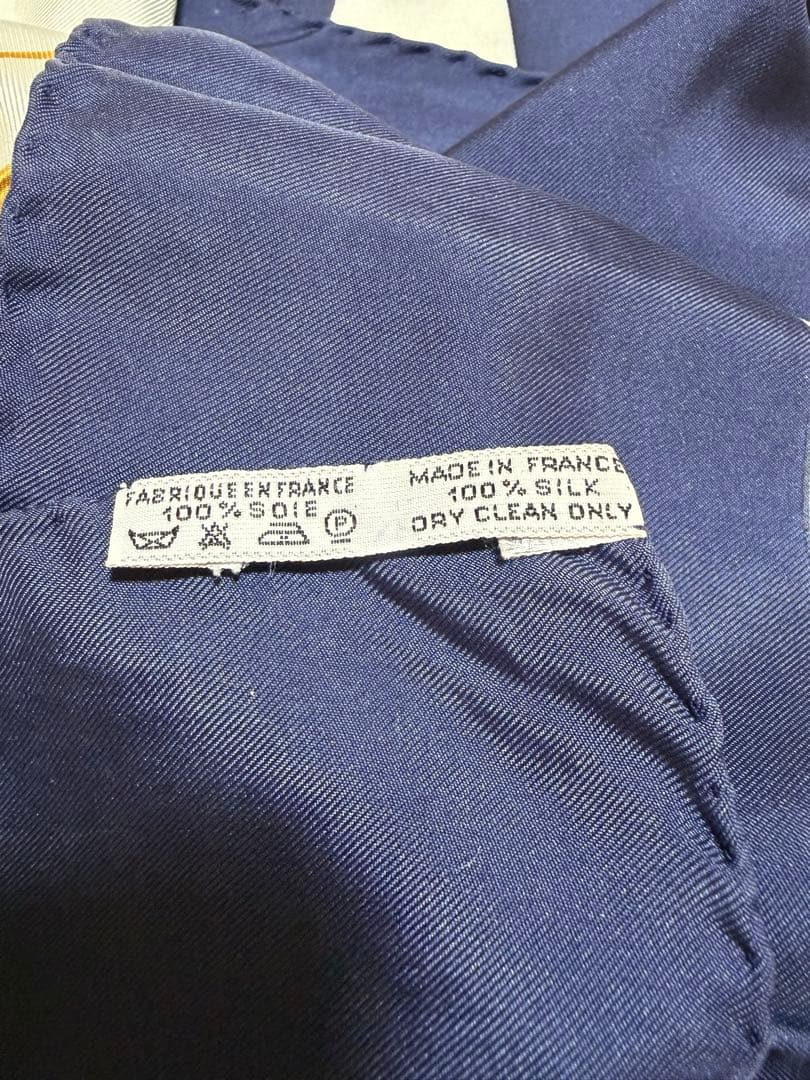 FABRIQUE EN FRANCE
100% SOIE
P
MADE IN FRANCE
100% SILK
DRY CLEAN ONLY